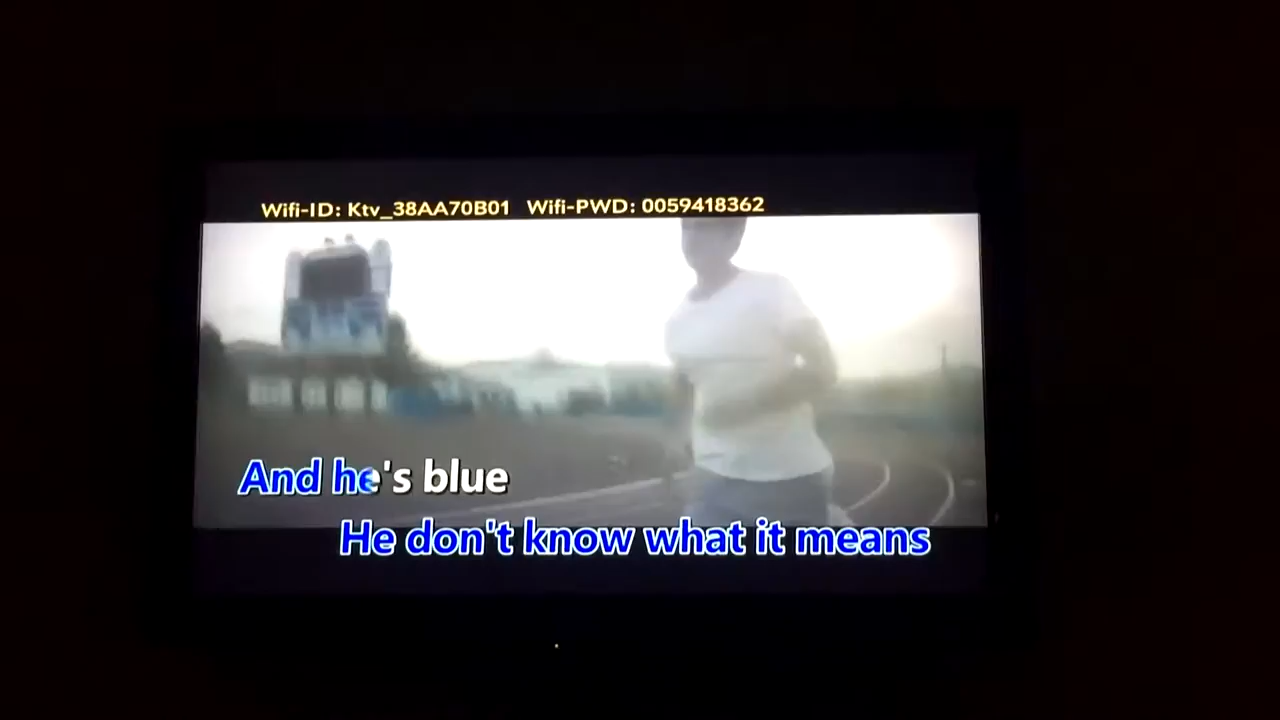 Wifi-ID: Ktv_38AA70B01 Wifi-PWD: 0059418362
And he's blue
He don't know what it means